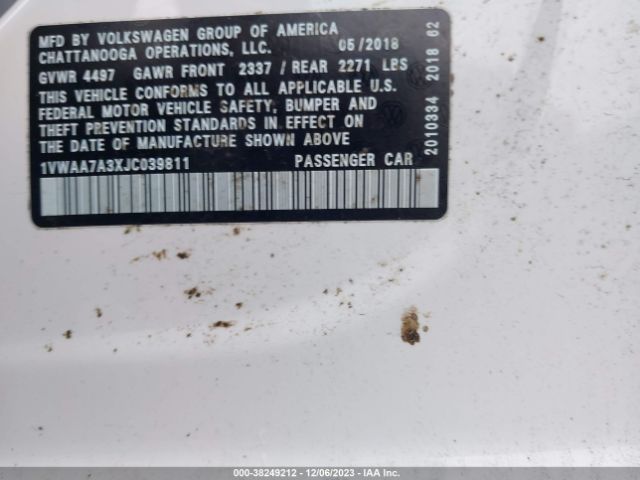 MFD BY VOLKSWAGEN GROUP OF AMERICA
CHATTANOOGA OPERATIONS, LLC. 05/2018
GVWR 4497 GAWR FRONT 2337 / REAR 2271 LBS
THIS VEHICLE CONFORMS TO ALL APPLICABLE U.S.
FEDERAL MOTOR VEHICLE SAFETY, BUMPER AND
THEFT PREVENTION STANDARDS IN EFFECT ON
THE DATE OF MANUFACTURE SHOWN ABOVE
1VWAA7A3XJC039811 PASSENGER CAR
2010334 2018 62
000-38249212 - 12/06/2023 - IAA Inc.